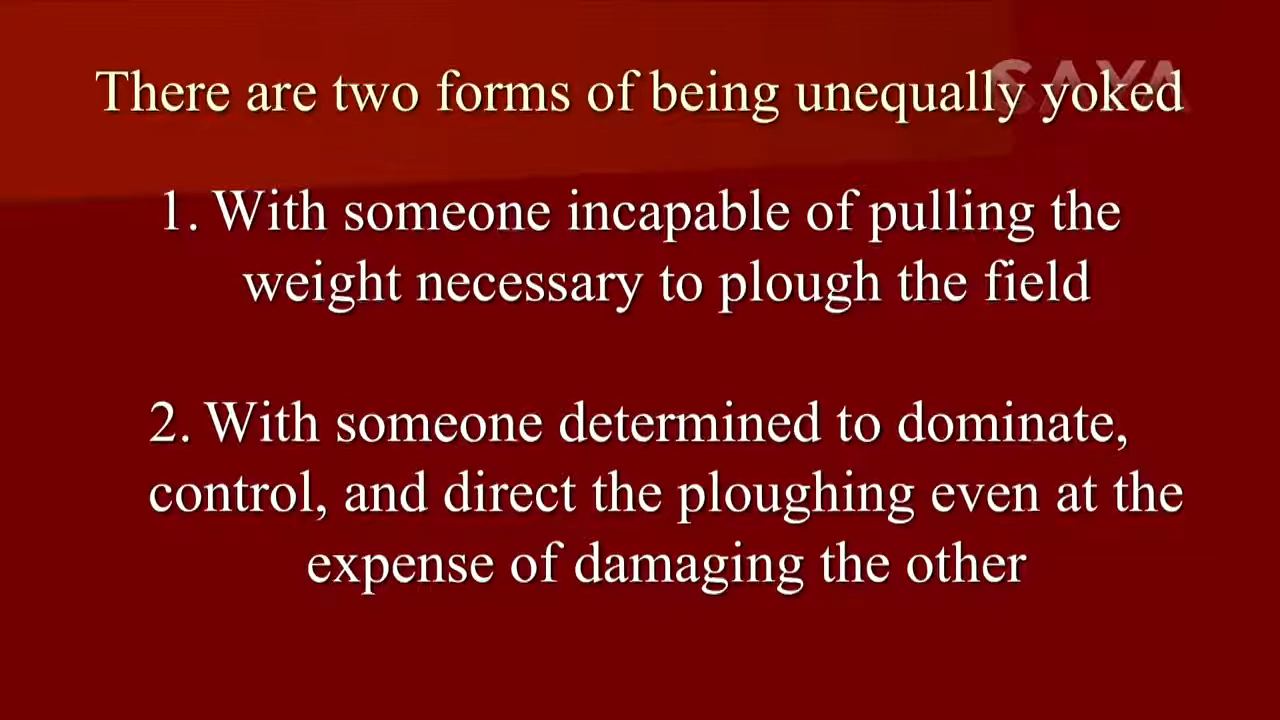 There are two forms of being unequally yoked
SAYA
1. With someone incapable of pulling the
weight necessary to plough the field
2. With someone determined to dominate,
control, and direct the ploughing even at the
expense of damaging the other